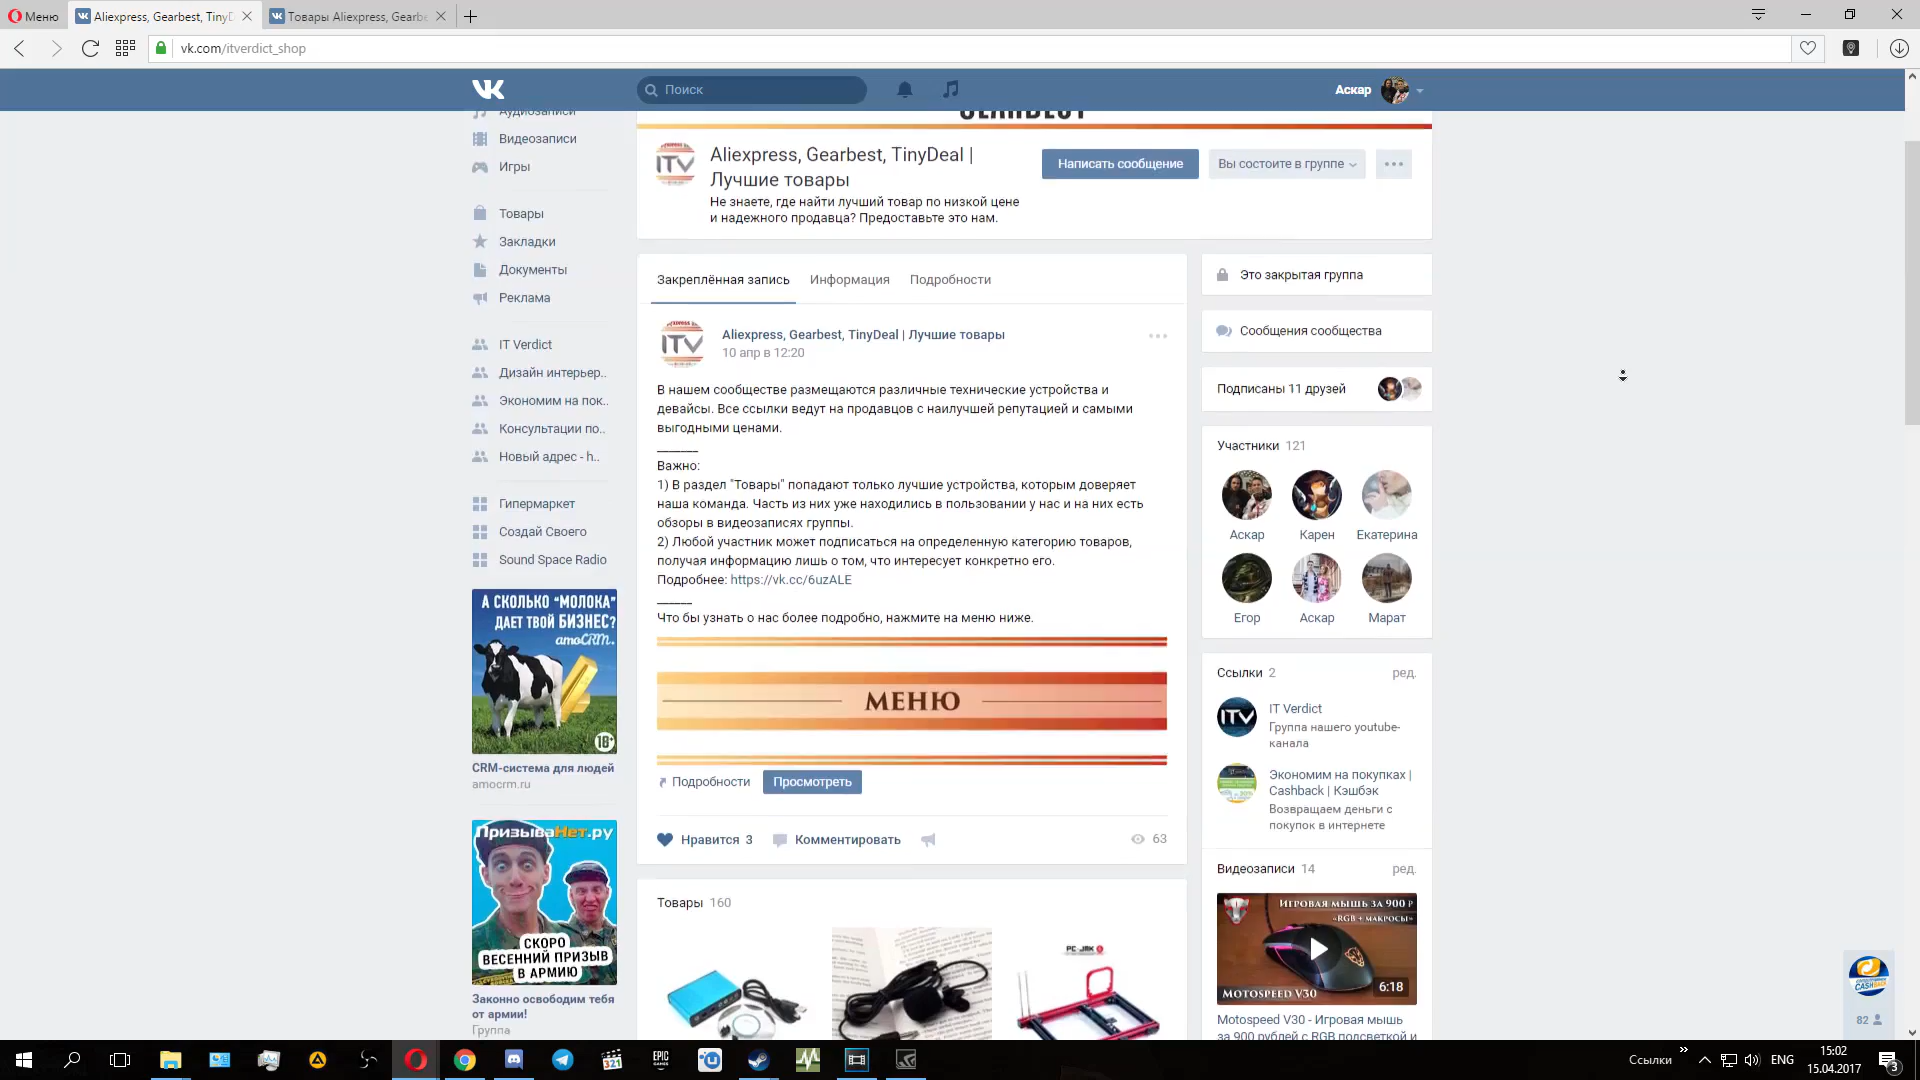 Меню
Aliexpress, Gearbest, TinyD
Товары Aliexpress, Gearbe
vk.com/itverdict_shop
Поиск
Аскар
Аудиозаписи
Видеозаписи
Игры
Товары
Закладки
Документы
Реклама
IT Verdict
Дизайн интерьер..
Экономим на пок..
Консультации по..
Новый адрес - h..
Гипермаркет
Создай Своего
Sound Space Radio
А СКОЛЬКО "МОЛОКА"
ДАЕТ ТВОЙ БИЗНЕС?
amoCRM.
18+
CRM-система для людей
amocrm.ru
ПризываНет.ру
СКОРО
ВЕСЕННИЙ ПРИЗЫВ
В АРМИЮ
Законно освободим тебя
от армии!
Группа
GEARBEST
ITV
Aliexpress, Gearbest, TinyDeal |
Лучшие товары
Не знаете, где найти лучший товар по низкой цене
и надежного продавца? Предоставьте это нам.
Написать сообщение
Вы состоите в группе
Закреплённая запись
Информация
Подробности
ITV
Aliexpress, Gearbest, TinyDeal | Лучшие товары
10 апр в 12:20
В нашем сообществе размещаются различные технические устройства и
девайсы. Все ссылки ведут на продавцов с наилучшей репутацией и самыми
выгодными ценами.
_______
Важно:
1) В раздел "Товары" попадают только лучшие устройства, которым доверяет
наша команда. Часть из них уже находились в пользовании у нас и на них есть
обзоры в видеозаписях группы.
2) Любой участник может подписаться на определенную категорию товаров,
получая информацию лишь о том, что интересует конкретно его.
Подробнее: https://vk.cc/6uzALE
______
Что бы узнать о нас более подробно, нажмите на меню ниже.
МЕНЮ
Подробности
Просмотреть
Нравится 3
Комментировать
63
Товары 160
PC-JMK
Это закрытая группа
Сообщения сообщества
Подписаны 11 друзей
Участники 121
Аскар
Карен
Екатерина
Егор
Аскар
Марат
Ссылки 2
ред.
ITV
IT Verdict
Группа нашего youtube-
канала
Экономим на покупках |
Cashback | Кэшбэк
Возвращаем деньги с
покупок в интернете
Видеозаписи 14
ред.
Игровая мышь за 900 р
«RGB + макросы»
Motospeed V30
6:18
Motospeed V30 - Игровая мышь
за 900 рублей с RGB подсветкой и
CASHBACK
82
321
EPIC
GAMES
Ссылки
ENG
15:02
15.04.2017
3